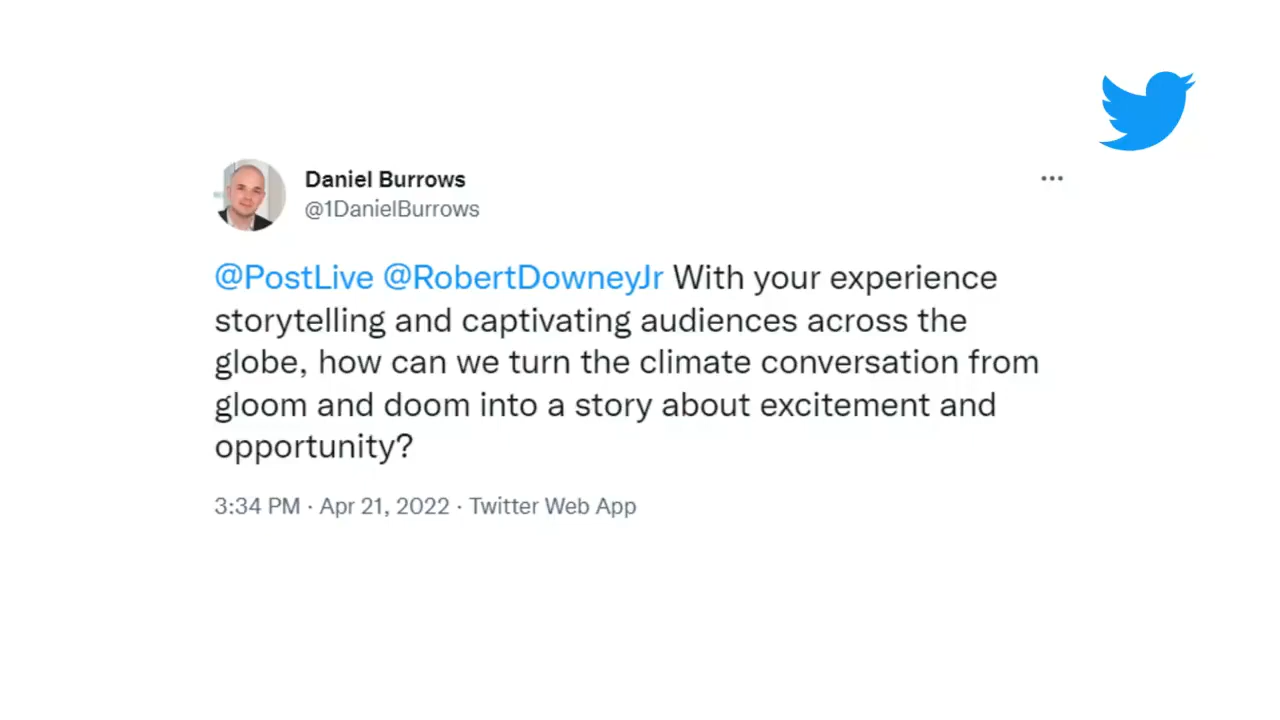 Daniel Burrows
@1DanielBurrows
@PostLive @RobertDowneyJr With your experience
storytelling and captivating audiences across the
globe, how can we turn the climate conversation from
gloom and doom into a story about excitement and
opportunity?
3:34 PM · Apr 21, 2022 · Twitter Web App